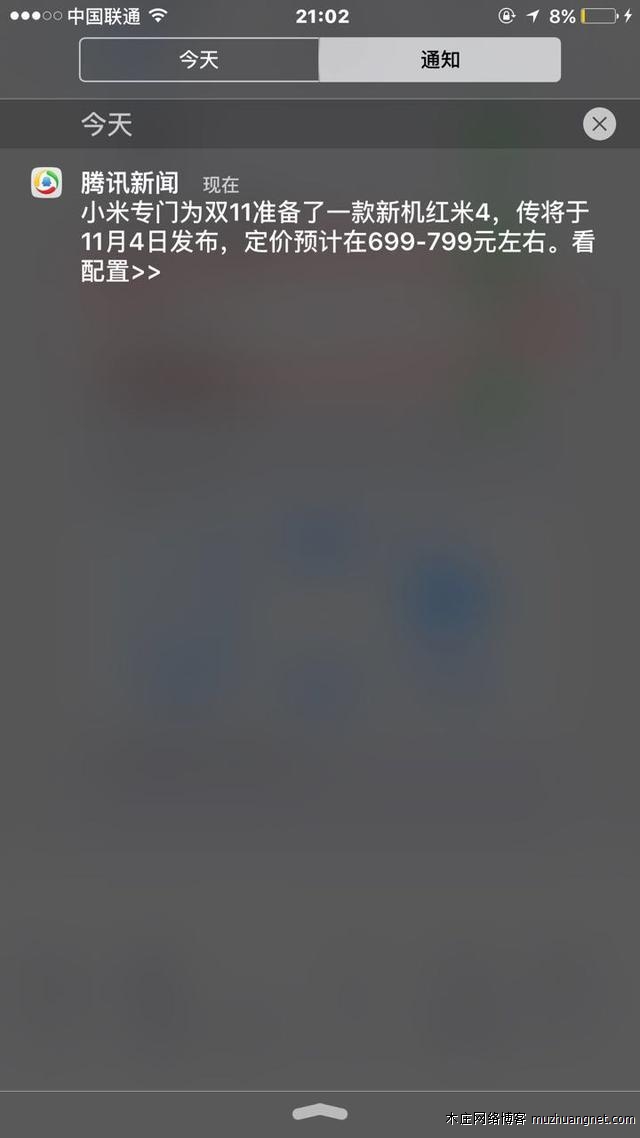 中国联通 21:02 8%
今天 通知
今天
腾讯新闻 现在
小米专门为双11准备了一款新机红米4，传将于
11月4日发布，定价预计在699-799元左右。看
配置>>
木庄网络博客 muzhuangnet.com